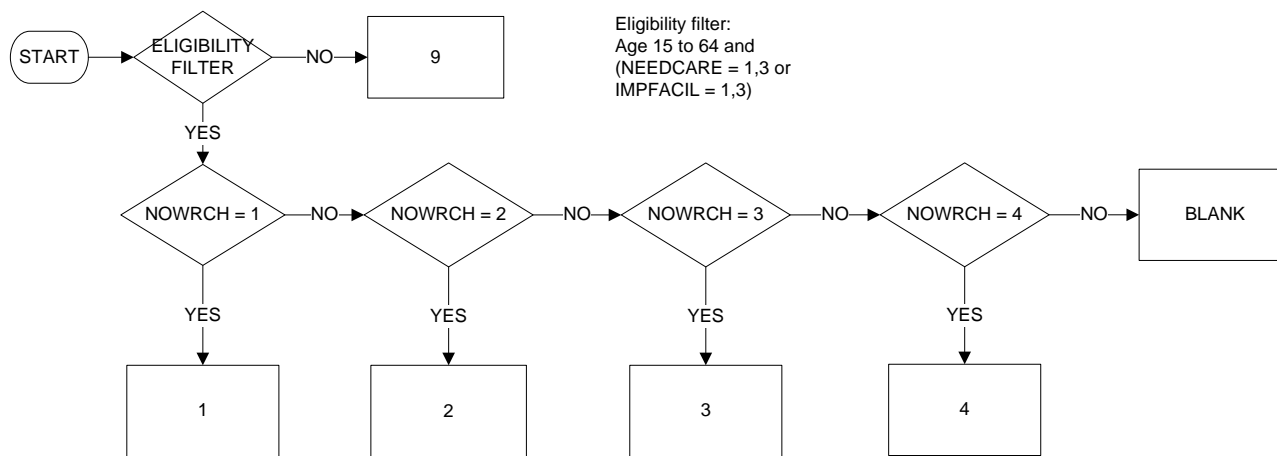 START
ELIGIBILITY
FILTER
NO
9
Eligibility filter:
Age 15 to 64 and
(NEEDCARE = 1,3 or
IMPFACIL = 1,3)
YES
NOWRCH = 1
NO
NOWRCH = 2
NO
NOWRCH = 3
NO
NOWRCH = 4
NO
BLANK
YES
YES
YES
YES
1
2
3
4